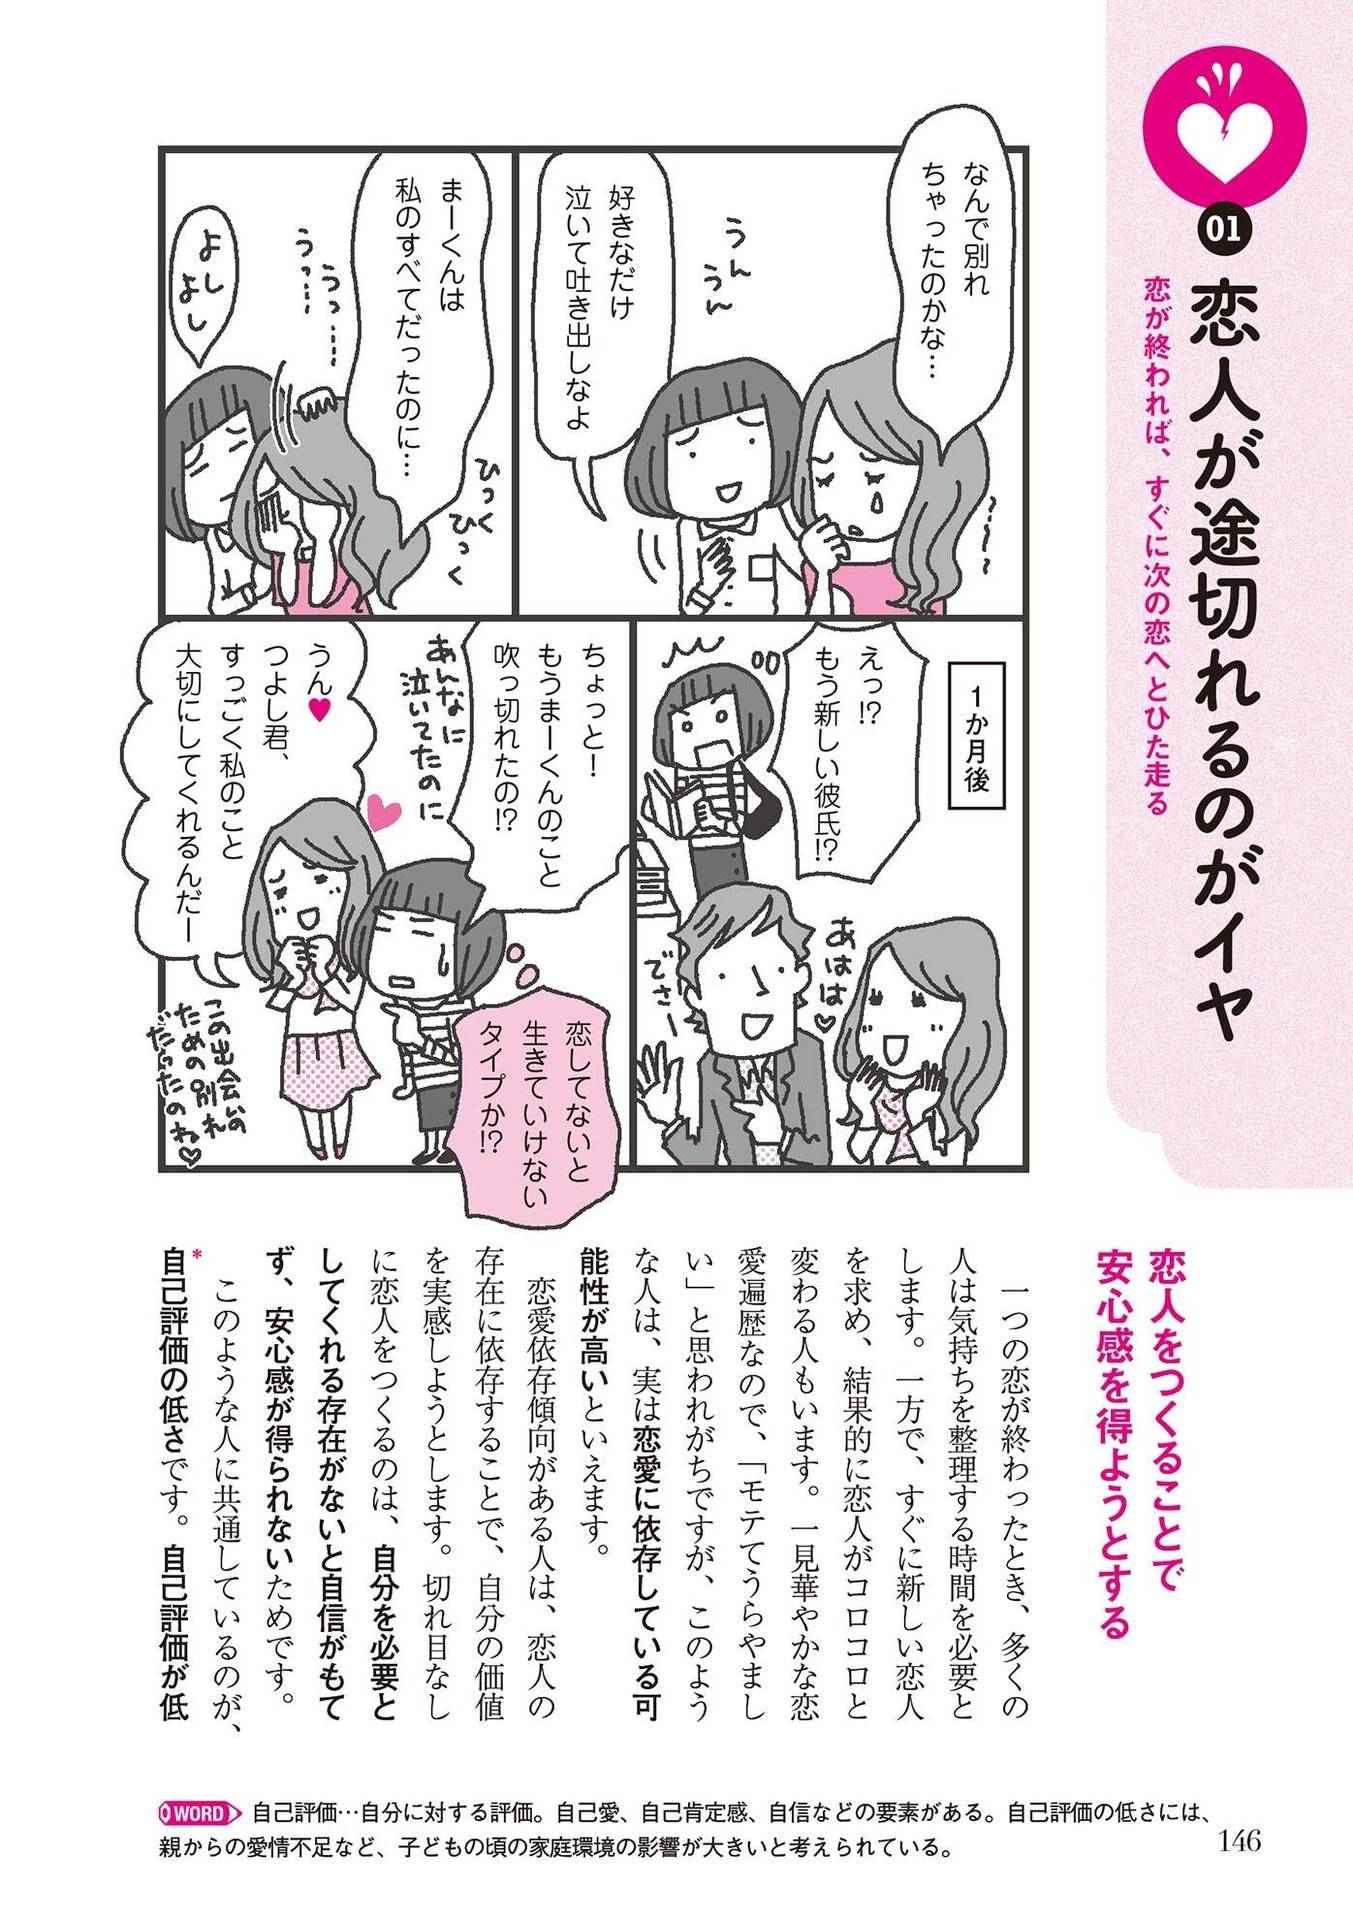 01
恋人が途切れるのがイヤ
恋が終われば、すぐに次の恋へとひた走る
なんで別れ
ちゃったのかな…
うん
うん
好きなだけ
泣いて吐き出しなよ
まーくんは
私のすべてだったのに…
うっ……
うっ…
ひっく
ひっく
よし
よし
1か月後
えっ!?
もう新しい彼氏!?
あはは♡
でさー
ちょっと!
もうまーくんのこと
吹っ切れたの!?
あんなに
泣いてたのに
うん♥
つよし君、
すっごく私のこと
大切にしてくれるんだー
この出会いの
ための別れ
だったのね♡
恋してないと
生きていけない
タイプか!?
恋人をつくることで
安心感を得ようとする
一つの恋が終わったとき、多くの
人は気持ちを整理する時間を必要と
します。一方で、すぐに新しい恋人
を求め、結果的に恋人がコロコロと
変わる人もいます。一見華やかな恋
愛遍歴なので、「モテてうらやまし
い」と思われがちですが、このよう
な人は、実は恋愛に依存している可
能性が高いといえます。
恋愛依存傾向がある人は、恋人の
存在に依存することで、自分の価値
を実感しようとします。切れ目なし
に恋人をつくるのは、自分を必要と
してくれる存在がないと自信がもて
ず、安心感が得られないためです。
このような人に共通しているのが、
*自己評価の低さです。自己評価が低
WORD 自己評価…自分に対する評価。自己愛、自己肯定感、自信などの要素がある。自己評価の低さには、
親からの愛情不足など、子どもの頃の家庭環境の影響が大きいと考えられている。
146